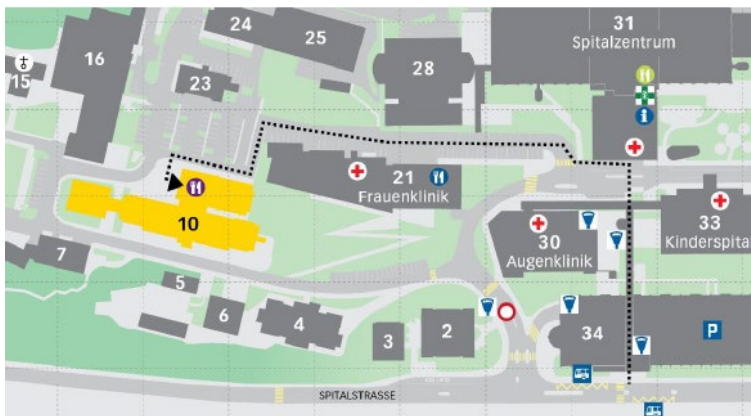 24
25
31
Spitalzentrum
16
15
23
28
i
21
Frauenklinik
10
33
Kinderspital
30
Augenklinik
7
5
6
4
3
2
34
P
SPITALSTRASSE